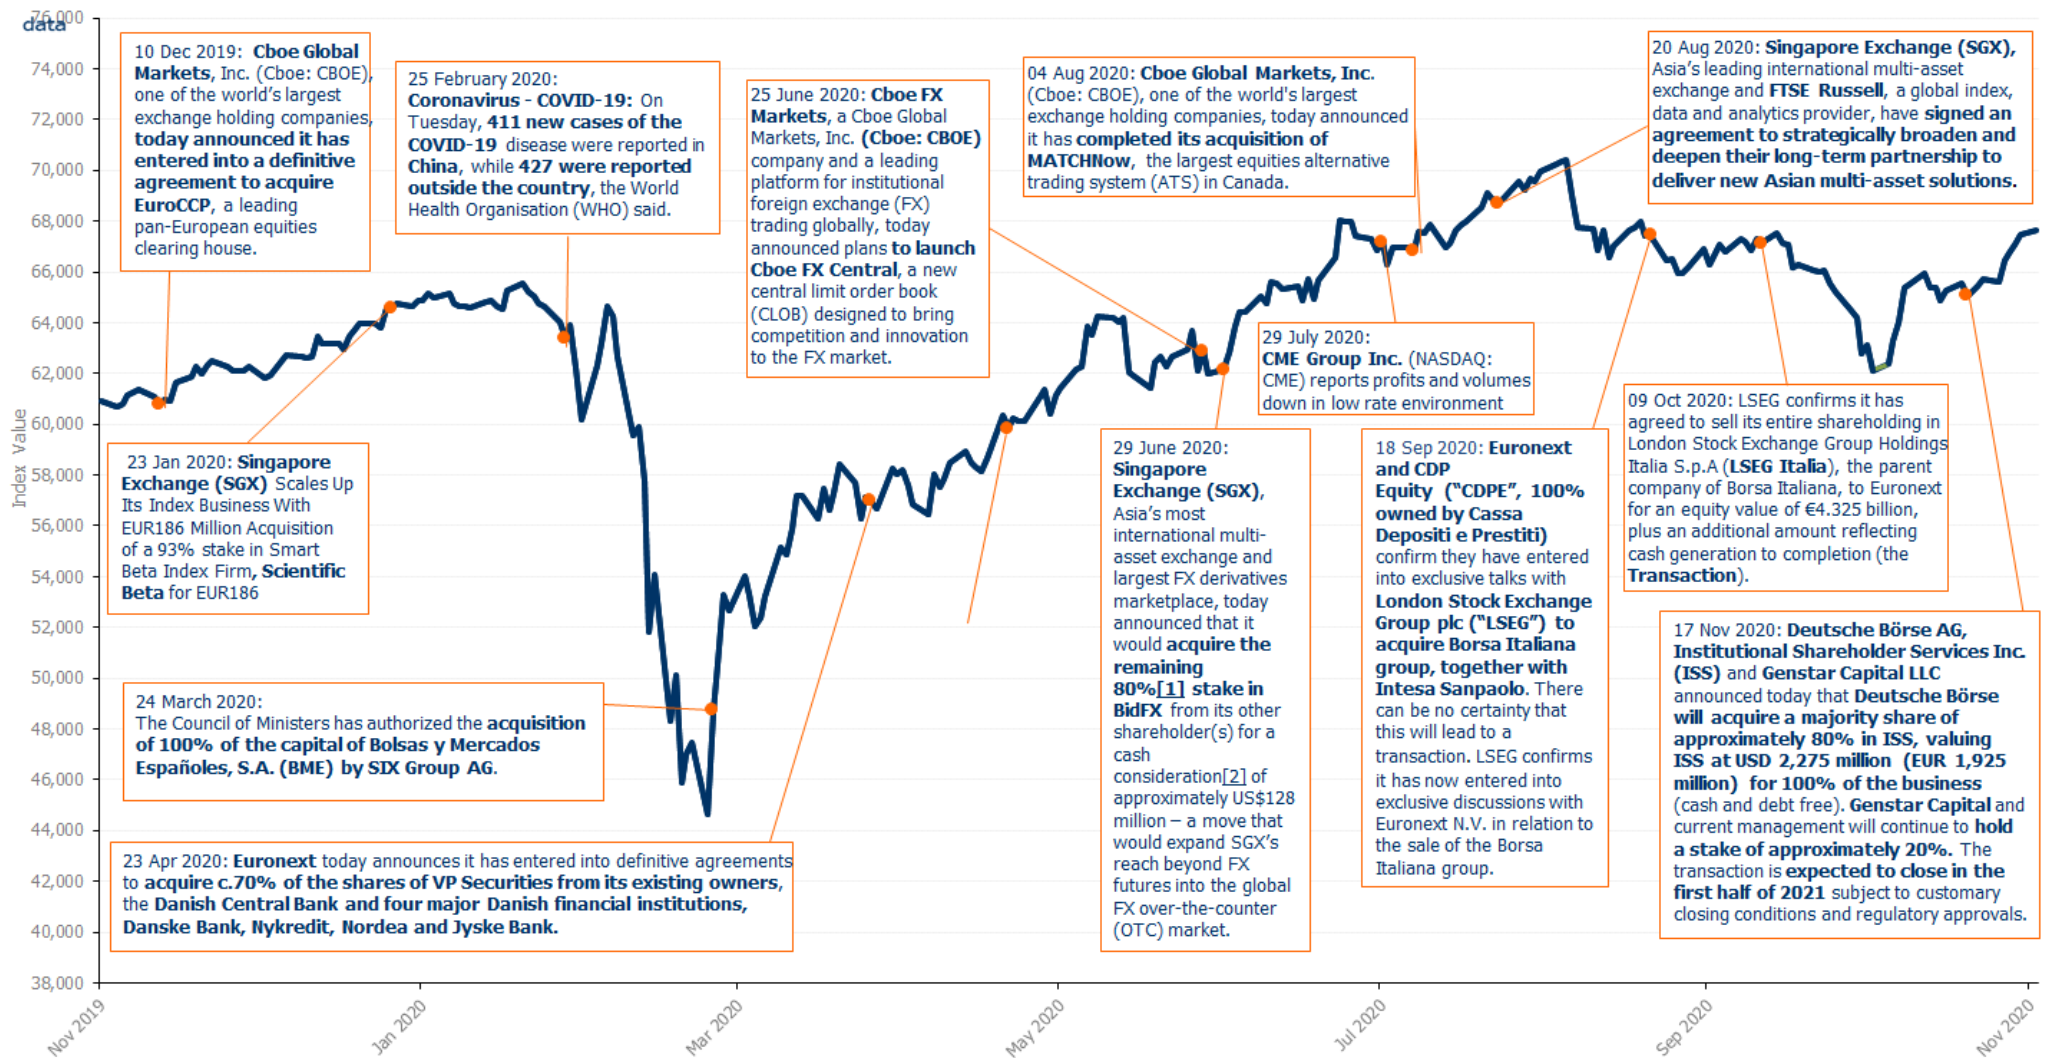 76,000
data
74,000
72,000
70,000
68,000
66,000
64,000
62,000
60,000
58,000
56,000
54,000
52,000
50,000
48,000
46,000
44,000
42,000
40,000
38,000
Index Value
10 Dec 2019: Cboe Global
Markets, Inc. (Cboe: CBOE),
one of the world's largest
exchange holding companies,
today announced it has
entered into a definitive
agreement to acquire
EuroCCP, a leading
pan-European equities
clearing house.
25 February 2020:
Coronavirus - COVID-19: On
Tuesday, 411 new cases of the
COVID-19 disease were reported in
China, while 427 were reported
outside the country, the World
Health Organisation (WHO) said.
25 June 2020: Cboe FX
Markets, a Cboe Global
Markets, Inc. (Cboe: CBOE)
company and a leading
platform for institutional
foreign exchange (FX)
trading globally, today
announced plans to launch
Cboe FX Central, a new
central limit order book
(CLOB) designed to bring
competition and innovation
to the FX market.
04 Aug 2020: Cboe Global Markets, Inc.
(Cboe: CBOE), one of the world's largest
exchange holding companies, today announced
it has completed its acquisition of
MATCHNow, the largest equities alternative
trading system (ATS) in Canada.
20 Aug 2020: Singapore Exchange (SGX),
Asia's leading international multi-asset
exchange and FTSE Russell, a global index,
data and analytics provider, have signed an
agreement to strategically broaden and
deepen their long-term partnership to
deliver new Asian multi-asset solutions.
23 Jan 2020: Singapore
Exchange (SGX) Scales Up
Its Index Business With
EUR186 Million Acquisition
of a 93% stake in Smart
Beta Index Firm, Scientific
Beta for EUR186
29 July 2020:
CME Group Inc. (NASDAQ:
CME) reports profits and volumes
down in low rate environment
24 March 2020:
The Council of Ministers has authorized the acquisition
of 100% of the capital of Bolsas y Mercados
Españoles, S.A. (BME) by SIX Group AG.
23 Apr 2020: Euronext today announces it has entered into definitive agreements
to acquire c.70% of the shares of VP Securities from its existing owners,
the Danish Central Bank and four major Danish financial institutions,
Danske Bank, Nykredit, Nordea and Jyske Bank.
29 June 2020:
Singapore
Exchange (SGX),
Asia's most
international multi-
asset exchange and
largest FX derivatives
marketplace, today
announced that it
would acquire the
remaining
80%[1] stake in
BidFX from its other
shareholder(s) for a
cash
consideration[2] of
approximately US$128
million – a move that
would expand SGX's
reach beyond FX
futures into the global
FX over-the-counter
(OTC) market.
18 Sep 2020: Euronext
and CDP
Equity ("CDPE", 100%
owned by Cassa
Depositi e Prestiti)
confirm they have entered
into exclusive talks with
London Stock Exchange
Group plc ("LSEG") to
acquire Borsa Italiana
group, together with
Intesa Sanpaolo. There
can be no certainty that
this will lead to a
transaction. LSEG confirms
it has now entered into
exclusive discussions with
Euronext N.V. in relation to
the sale of the Borsa
Italiana group.
09 Oct 2020: LSEG confirms it has
agreed to sell its entire shareholding in
London Stock Exchange Group Holdings
Italia S.p.A (LSEG Italia), the parent
company of Borsa Italiana, to Euronext
for an equity value of €4.325 billion,
plus an additional amount reflecting
cash generation to completion (the
Transaction).
17 Nov 2020: Deutsche Börse AG,
Institutional Shareholder Services Inc.
(ISS) and Genstar Capital LLC
announced today that Deutsche Börse
will acquire a majority share of
approximately 80% in ISS, valuing
ISS at USD 2,275 million (EUR 1,925
million) for 100% of the business
(cash and debt free). Genstar Capital and
current management will continue to hold
a stake of approximately 20%. The
transaction is expected to close in the
first half of 2021 subject to customary
closing conditions and regulatory approvals.
Nov 2019
Jan 2020
Mar 2020
May 2020
Jul 2020
Sep 2020
Nov 2020